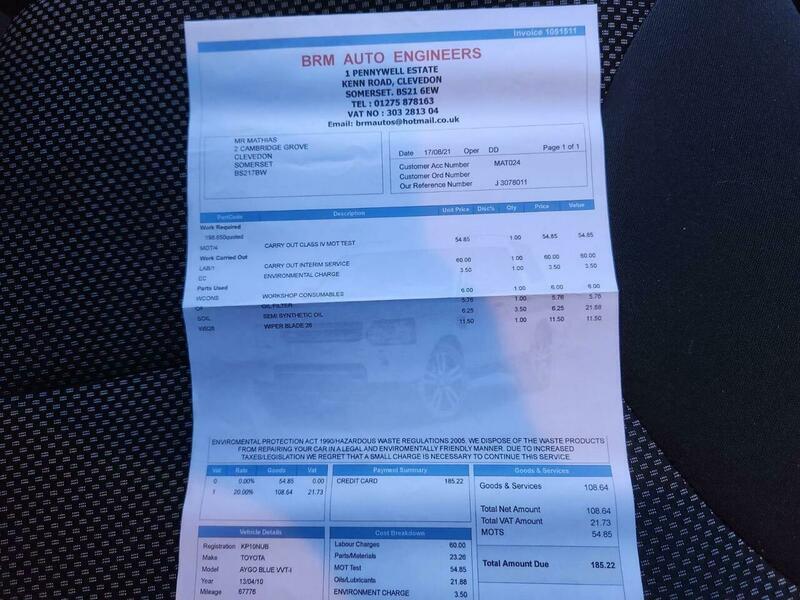 Invoice 1051511
BRM AUTO ENGINEERS
1 PENNYWELL ESTATE
KENN ROAD, CLEVEDON
SOMERSET. BS21 6EW
TEL : 01275 878163
VAT NO : 303 2813 04
Email: brmautos@hotmail.co.uk
MR MATHIAS
2 CAMBRIDGE GROVE
CLEVEDON
SOMERSET
BS217BW
Date 17/08/21 Oper DD Page 1 of 1
Customer Acc Number MAT024
Customer Ord Number
Our Reference Number J 3078011
PartCode Description Unit Price Disc% Qty Price Value
Work Required
198.650quoted
MOT/4 CARRY OUT CLASS IV MOT TEST 54.85 1.00 54.85 54.85
Work Carried Out
LAB/1 CARRY OUT INTERIM SERVICE 60.00 1.00 60.00 60.00
EC ENVIRONMENTAL CHARGE 3.50 1.00 3.50 3.50
Parts Used
WCONS WORKSHOP CONSUMABLES 6.00 1.00 6.00 6.00
OF OIL FILTER 5.76 1.00 5.76 5.76
SOIL SEMI SYNTHETIC OIL 6.25 3.50 6.25 21.88
WB26 WIPER BLADE 26 11.50 1.00 11.50 11.50
ENVIROMENTAL PROTECTION ACT 1990/HAZARDOUS WASTE REGULATIONS 2005. WE DISPOSE OF THE WASTE PRODUCTS
FROM REPAIRING YOUR CAR IN A LEGAL AND ENVIROMENTALLY FRIENDLY MANNER. DUE TO INCREASED
TAXES/LEGISLATION WE REGRET THAT A SMALL CHARGE IS NECESSARY TO CONTINUE THIS SERVICE.
Vat Rate Goods Vat
0 0.00% 54.85 0.00
1 20.00% 108.64 21.73
Payment Summary
CREDIT CARD 185.22
Goods & Services
Goods & Services 108.64
Total Net Amount 108.64
Total VAT Amount 21.73
MOTS 54.85
Total Amount Due 185.22
Vehicle Details
Registration KP10NUB
Make TOYOTA
Model AYGO BLUE VVT-I
Year 13/04/10
Mileage 67776
Cost Breakdown
Labour Charges 60.00
Parts/Materials 23.26
MOT Test 54.85
Oils/Lubricants 21.88
ENVIRONMENT CHARGE 3.50